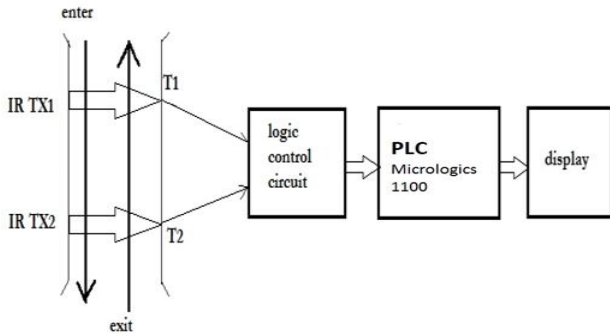 enter
IR TX1
T1
logic
control
circuit
PLC
Micrologics
1100
display
IR TX2
T2
exit